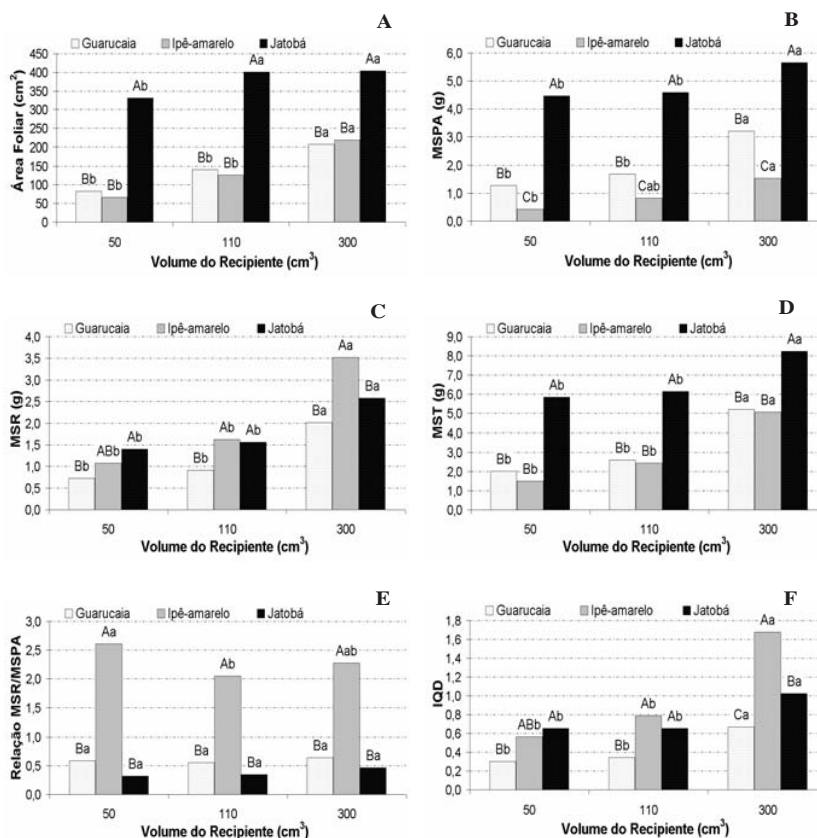 A
Guarucaia Ipê-amarelo Jatobá
Área Foliar (cm²)
450
400
350
300
250
200
150
100
50
0
Bb Bb Ab
Bb Bb Aa
Ba Ba Aa
50 110 300
Volume do Recipiente (cm³)
B
Guarucaia Ipê-amarelo Jatobá
MSPA (g)
6,0
5,0
4,0
3,0
2,0
1,0
0,0
Bb Cb Ab
Bb Cab Ab
Ba Ca Aa
50 110 300
Volume do Recipiente (cm³)
C
Guarucaia Ipê-amarelo Jatobá
MSR (g)
4,0
3,5
3,0
2,5
2,0
1,5
1,0
0,5
0,0
Bb ABb Ab
Bb Ab Ab
Ba Aa Ba
50 110 300
Volume do Recipiente (cm³)
D
Guarucaia Ipê-amarelo Jatobá
MST (g)
9,0
8,0
7,0
6,0
5,0
4,0
3,0
2,0
1,0
0,0
Bb Bb Ab
Bb Bb Ab
Ba Ba Aa
50 110 300
Volume do Recipiente (cm³)
E
Guarucaia Ipê-amarelo Jatobá
Relação MSR/MSPA
3,0
2,5
2,0
1,5
1,0
0,5
0,0
Ba Aa Ba
Ba Ab Ba
Ba Aab Ba
50 110 300
Volume do Recipiente (cm³)
F
Guarucaia Ipê-amarelo Jatobá
IQD
1,8
1,6
1,4
1,2
1,0
0,8
0,6
0,4
0,2
0,0
Bb ABb Ab
Bb Ab Ab
Ca Aa Ba
50 110 300
Volume do Recipiente (cm³)